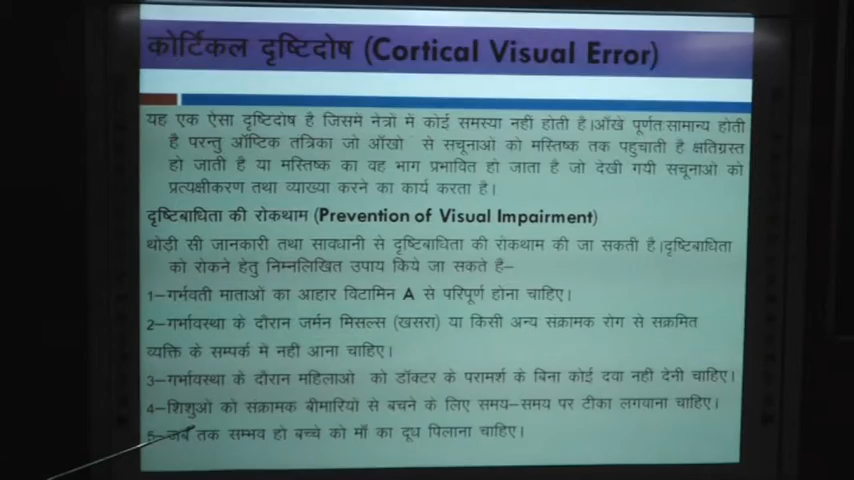 कोर्टिकल दृष्टिदोष (Cortical Visual Error)
यह एक ऐसा दृष्टिदोष है जिसमे नेत्रों में कोई समस्या नही होती है।आँखे पूर्णतःसामान्य होती
है परन्तु ऑप्टिक तंत्रिका जो आँखो से सचूनाओ को मस्तिष्क तक पहुचाती है क्षतिग्रस्त
हो जाती है या मस्तिष्क का वह भाग प्रभावित हो जाता है जो देखी गयी सचूनाओ को
प्रत्यक्षीकरण तथा व्याख्या करने का कार्य करता है।
दृष्टिबाधिता की रोकथाम (Prevention of Visual Impairment)
थोड़ी सी जानकारी तथा सावधानी से दृष्टिबाधिता की रोकथाम की जा सकती है।दृष्टिबाधिता
को रोकने हेतु निम्नलिखित उपाय किये जा सकते है–
1–गर्भवती माताओं का आहार विटामिन A से परिपूर्ण होना चाहिए।
2–गर्भावस्था के दौरान जर्मन मिसल्स (खसरा) या किसी अन्य सक्रामक रोग से सक्रमित
व्यक्ति के सम्पर्क मे नही आना चाहिए।
3–गर्भावस्था के दौरान महिलाओ को डॉक्टर के परामर्श के बिना कोई दवा नही देनी चाहिए।
4–शिशुओं को संक्रामक बीमारियों से बचने के लिए समय–समय पर टीका लगवाना चाहिए।
5–जब तक सम्भव हो बच्चे को माँ का दूध पिलाना चाहिए।